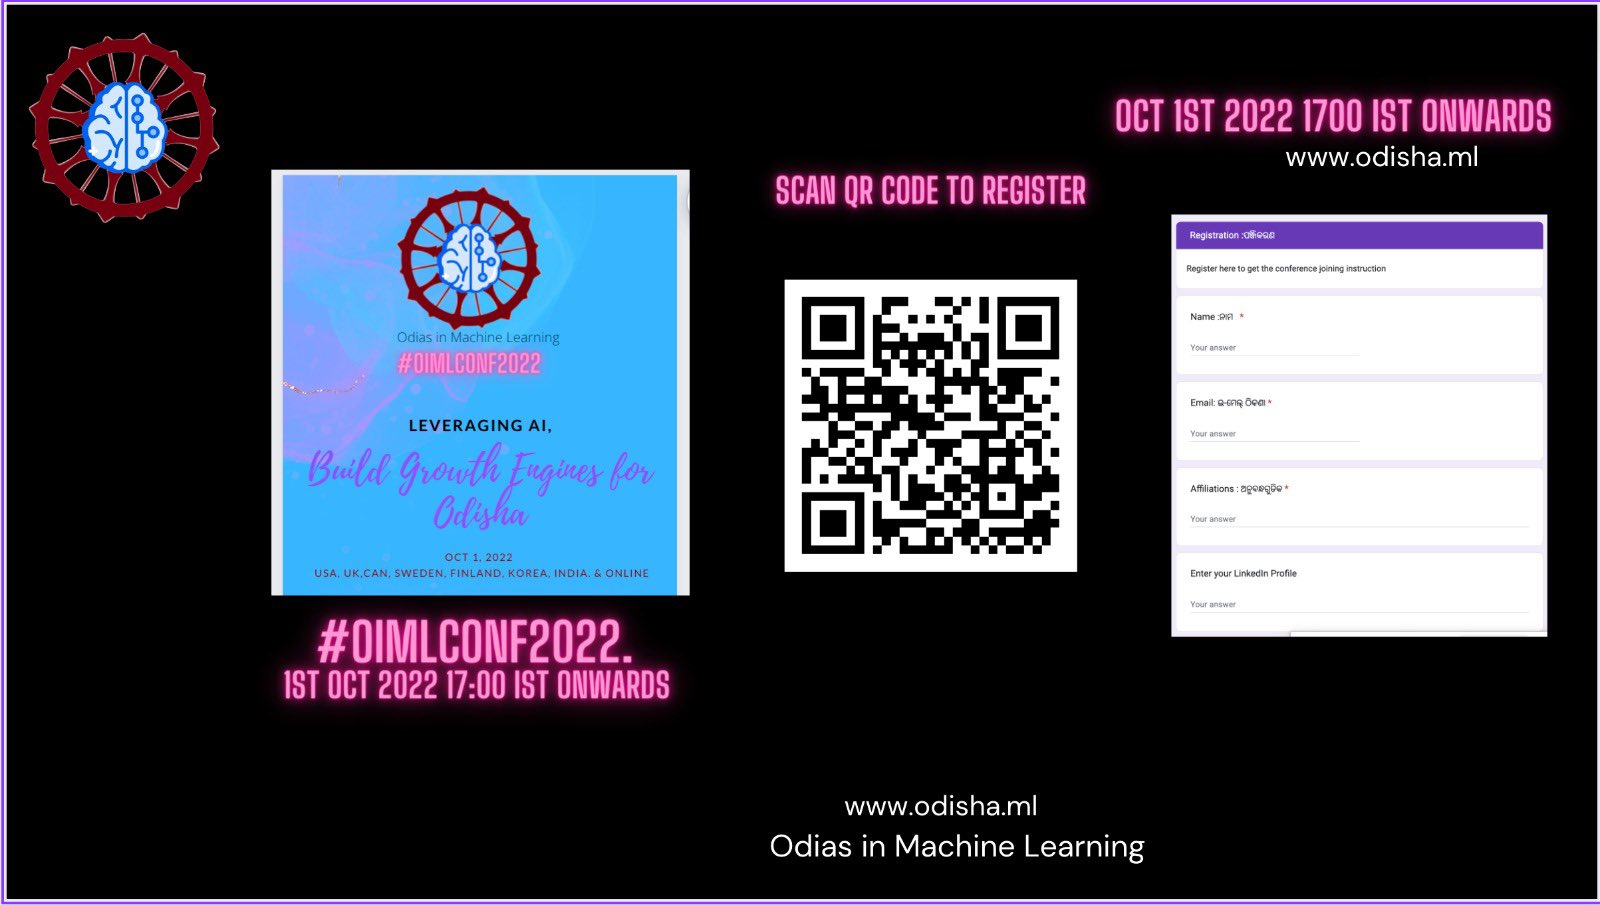 OCT 1ST 2022 1700 IST ONWARDS
www.odisha.ml
SCAN QR CODE TO REGISTER
Odias in Machine Learning
#OIMLCONF2022
LEVERAGING AI,
Build Growth Engines for
Odisha
OCT 1, 2022
USA, UK,CAN, SWEDEN, FINLAND, KOREA, INDIA. & ONLINE
#OIMLCONF2022.
1ST OCT 2022 17:00 IST ONWARDS
Registration :ପଞ୍ଜିକରଣ
Register here to get the conference joining instruction
Name :ନାମ *
Your answer
Email: ଇ-ମେଲ୍ ଠିକଣା *
Your answer
Affiliations : ଅନୁବନ୍ଧଗୁଡିକ *
Your answer
Enter your LinkedIn Profile
Your answer
www.odisha.ml
Odias in Machine Learning